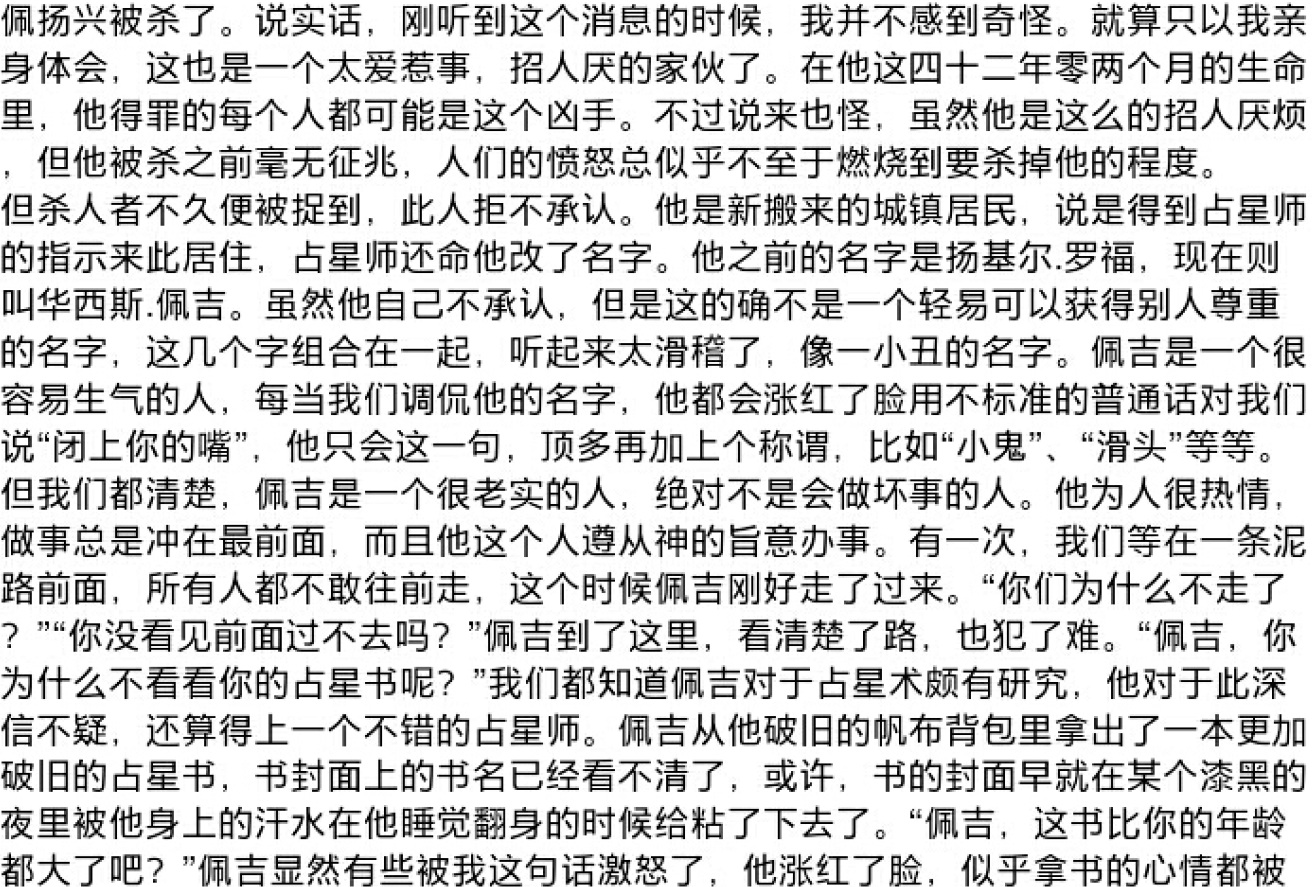 佩扬兴被杀了。说实话，刚听到这个消息的时候，我并不感到奇怪。就算只以我亲
身体会，这也是一个太爱惹事，招人厌的家伙了。在他这四十二年零两个月的生命
里，他得罪的每个人都可能是这个凶手。不过说来也怪，虽然他是这么的招人厌烦
，但他被杀之前毫无征兆，人们的愤怒总似乎不至于燃烧到要杀掉他的程度。
但杀人者不久便被捉到，此人拒不承认。他是新搬来的城镇居民，说是得到占星师
的指示来此居住，占星师还命他改了名字。他之前的名字是扬基尔.罗福，现在则
叫华西斯.佩吉。虽然他自己不承认，但是这的确不是一个轻易可以获得别人尊重
的名字，这几个字组合在一起，听起来太滑稽了，像一小丑的名字。佩吉是一个很
容易生气的人，每当我们调侃他的名字，他都会涨红了脸用不标准的普通话对我们
说“闭上你的嘴”，他只会这一句，顶多再加上个称谓，比如“小鬼”、“滑头”等等。
但我们都清楚，佩吉是一个很老实的人，绝对不是会做坏事的人。他为人很热情，
做事总是冲在最前面，而且他这个人遵从神的旨意办事。有一次，我们等在一条泥
路前面，所有人都不敢往前走，这个时候佩吉刚好走了过来。“你们为什么不走了
？”“你没看见前面过不去吗？”佩吉到了这里，看清楚了路，也犯了难。“佩吉，你
为什么不看看你的占星书呢？”我们都知道佩吉对于占星术颇有研究，他对于此深
信不疑，还算得上一个不错的占星师。佩吉从他破旧的帆布背包里拿出了一本更加
破旧的占星书，书封面上的书名已经看不清了，或许，书的封面早就在某个漆黑的
夜里被他身上的汗水在他睡觉翻身的时候给粘了下去了。“佩吉，这书比你的年龄
都大了吧？”佩吉显然有些被我这句话激怒了，他涨红了脸，似乎拿书的心情都被